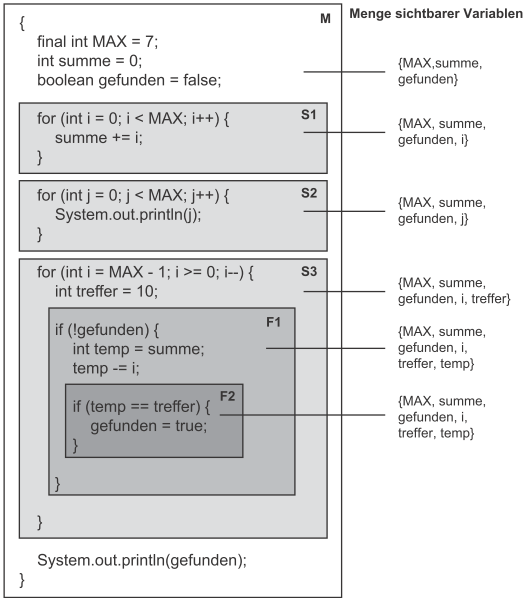 Menge sichtbarer Variablen
{
M
final int MAX = 7;
int summe = 0;
boolean gefunden = false;
{MAX,summe,
gefunden}
for (int i = 0; i < MAX; i++) {
S1
summe += i;
}
{MAX, summe,
gefunden, i}
for (int j = 0; j < MAX; j++) {
S2
System.out.println(j);
}
{MAX, summe,
gefunden, j}
for (int i = MAX - 1; i >= 0; i--) {
S3
int treffer = 10;
{MAX, summe,
gefunden, i, treffer}
if (!gefunden) {
F1
int temp = summe;
temp -= i;
{MAX, summe,
gefunden, i,
treffer, temp}
if (temp == treffer) {
F2
gefunden = true;
}
{MAX, summe,
gefunden, i,
treffer, temp}
}
}
System.out.println(gefunden);
}